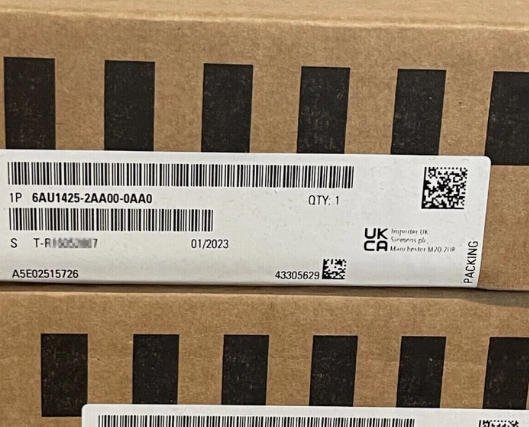 1P 6AU1425-2AA00-0AA0 QTY: 1
S 01/2023
UK
CA
Importer UK:
Siemens plc,
Manchester M20 2UR
A5E02515726 43305629
PACKING